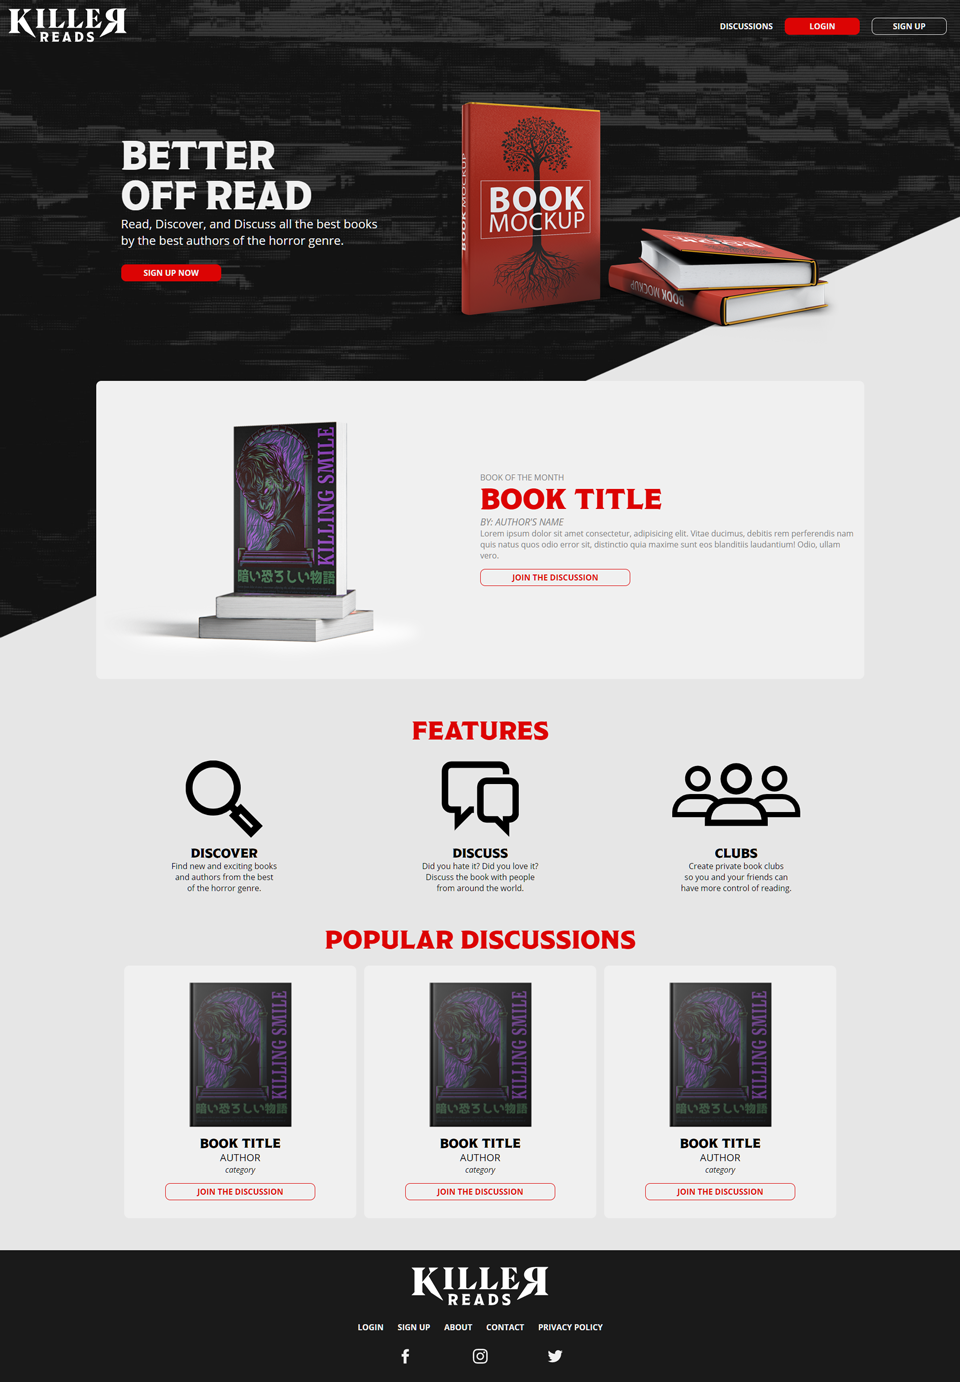 KILLER
READS
DISCUSSIONS
LOGIN
SIGN UP
BETTER
OFF READ
Read, Discover, and Discuss all the best books
by the best authors of the horror genre.
SIGN UP NOW
BOOK MOCKUP
BOOK
MOCKUP
BOOK
BOOK MOCKUP
KILLING SMILE
暗い恐ろしい物語
BOOK OF THE MONTH
BOOK TITLE
BY: AUTHOR'S NAME
Lorem ipsum dolor sit amet consectetur, adipisicing elit. Vitae ducimus, debitis rem perferendis nam
quis natus quos odio error sit, distinctio quia maxime sunt eos blanditiis laudantium! Odio, ullam
vero.
JOIN THE DISCUSSION
FEATURES
DISCOVER
Find new and exciting books
and authors from the best
of the horror genre.
DISCUSS
Did you hate it? Did you love it?
Discuss the book with people
from around the world.
CLUBS
Create private book clubs
so you and your friends can
have more control of reading.
POPULAR DISCUSSIONS
KILLING SMILE
暗い恐ろしい物語
BOOK TITLE
AUTHOR
category
JOIN THE DISCUSSION
KILLING SMILE
暗い恐ろしい物語
BOOK TITLE
AUTHOR
category
JOIN THE DISCUSSION
KILLING SMILE
暗い恐ろしい物語
BOOK TITLE
AUTHOR
category
JOIN THE DISCUSSION
KILLER
READS
LOGIN
SIGN UP
ABOUT
CONTACT
PRIVACY POLICY